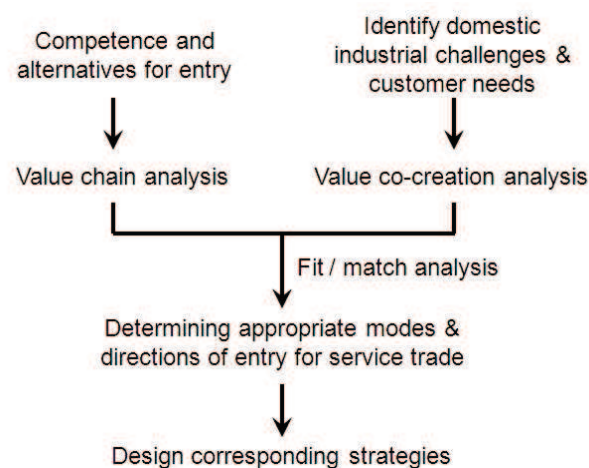 Competence and
alternatives for entry
Identify domestic
industrial challenges &
customer needs
Value chain analysis
Value co-creation analysis
Fit / match analysis
Determining appropriate modes &
directions of entry for service trade
Design corresponding strategies